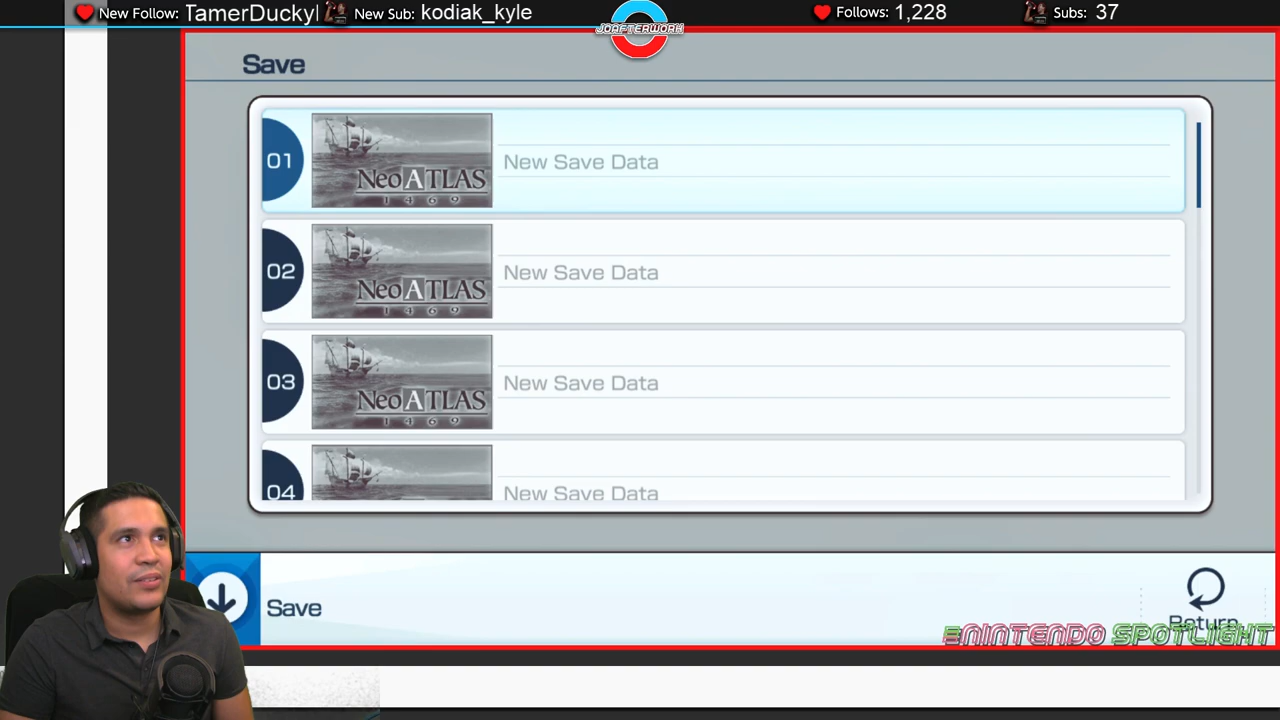 New Follow: TamerDucky
New Sub: kodiak_kyle
JOAFTERWORK
Follows: 1,228
Subs: 37
Save
01
NeoATLAS
1469
New Save Data
02
NeoATLAS
1469
New Save Data
03
NeoATLAS
1469
New Save Data
04
NeoATLAS
New Save Data
Save
Return
#NINTENDO SPOTLIGHT